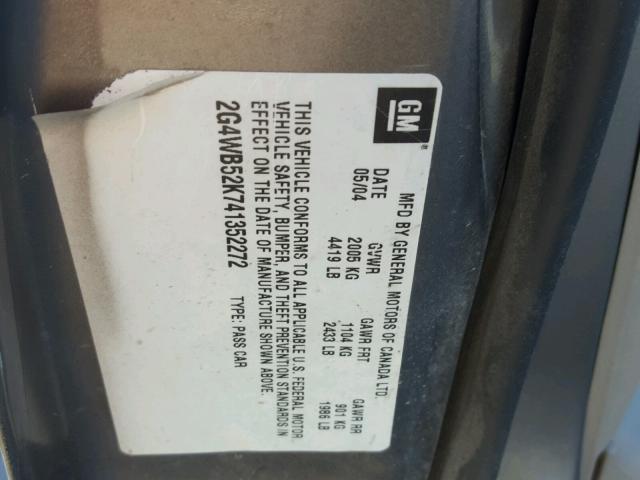 GM
MFD BY GENERAL MOTORS OF CANADA LTD.
DATE GVWR GAWR FRT GAWR RR
05/04 2005 KG 1104 KG 901 KG
4419 LB 2433 LB 1986 LB
THIS VEHICLE CONFORMS TO ALL APPLICABLE U.S. FEDERAL MOTOR
VEHICLE SAFETY, BUMPER, AND THEFT PREVENTION STANDARDS IN
EFFECT ON THE DATE OF MANUFACTURE SHOWN ABOVE.
2G4WB52K741352272 TYPE: PASS CAR